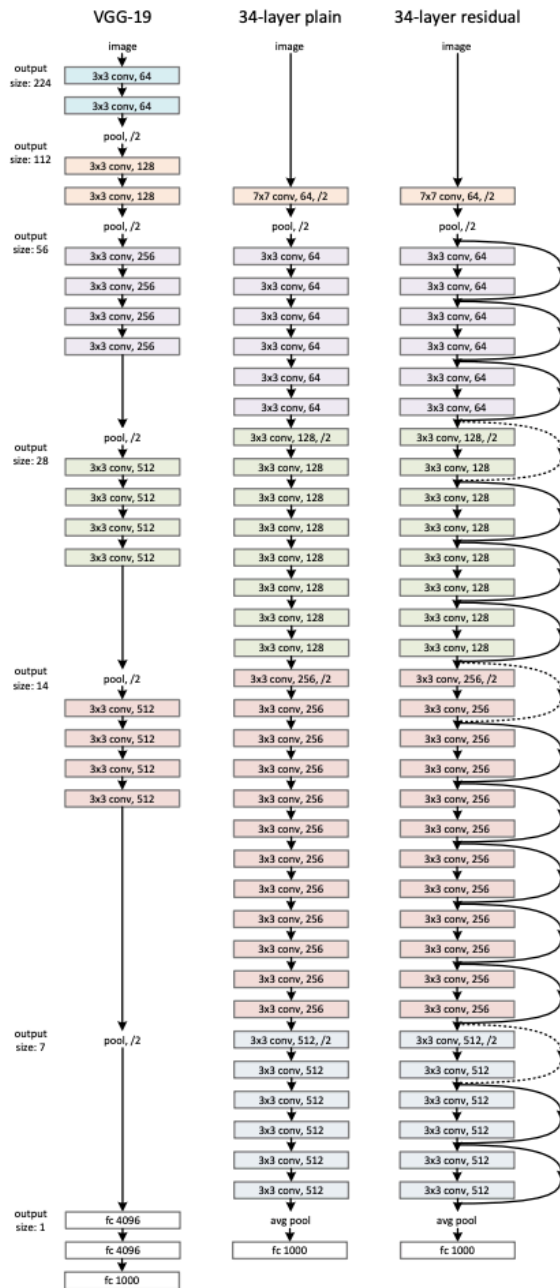 VGG-19
image
output
size: 224
3x3 conv, 64
3x3 conv, 64
pool, /2
output
size: 112
3x3 conv, 128
3x3 conv, 128
pool, /2
output
size: 56
3x3 conv, 256
3x3 conv, 256
3x3 conv, 256
3x3 conv, 256
pool, /2
output
size: 28
3x3 conv, 512
3x3 conv, 512
3x3 conv, 512
3x3 conv, 512
pool, /2
output
size: 14
3x3 conv, 512
3x3 conv, 512
3x3 conv, 512
3x3 conv, 512
pool, /2
output
size: 7
output
size: 1
fc 4096
fc 4096
fc 1000
34-layer plain
image
7x7 conv, 64, /2
pool, /2
3x3 conv, 64
3x3 conv, 64
3x3 conv, 64
3x3 conv, 64
3x3 conv, 64
3x3 conv, 64
3x3 conv, 128, /2
3x3 conv, 128
3x3 conv, 128
3x3 conv, 128
3x3 conv, 128
3x3 conv, 128
3x3 conv, 128
3x3 conv, 128
3x3 conv, 256, /2
3x3 conv, 256
3x3 conv, 256
3x3 conv, 256
3x3 conv, 256
3x3 conv, 256
3x3 conv, 256
3x3 conv, 256
3x3 conv, 256
3x3 conv, 256
3x3 conv, 256
3x3 conv, 256
3x3 conv, 512, /2
3x3 conv, 512
3x3 conv, 512
3x3 conv, 512
3x3 conv, 512
3x3 conv, 512
avg pool
fc 1000
34-layer residual
image
7x7 conv, 64, /2
pool, /2
3x3 conv, 64
3x3 conv, 64
3x3 conv, 64
3x3 conv, 64
3x3 conv, 64
3x3 conv, 64
3x3 conv, 128, /2
3x3 conv, 128
3x3 conv, 128
3x3 conv, 128
3x3 conv, 128
3x3 conv, 128
3x3 conv, 128
3x3 conv, 128
3x3 conv, 256, /2
3x3 conv, 256
3x3 conv, 256
3x3 conv, 256
3x3 conv, 256
3x3 conv, 256
3x3 conv, 256
3x3 conv, 256
3x3 conv, 256
3x3 conv, 256
3x3 conv, 256
3x3 conv, 256
3x3 conv, 512, /2
3x3 conv, 512
3x3 conv, 512
3x3 conv, 512
3x3 conv, 512
3x3 conv, 512
avg pool
fc 1000